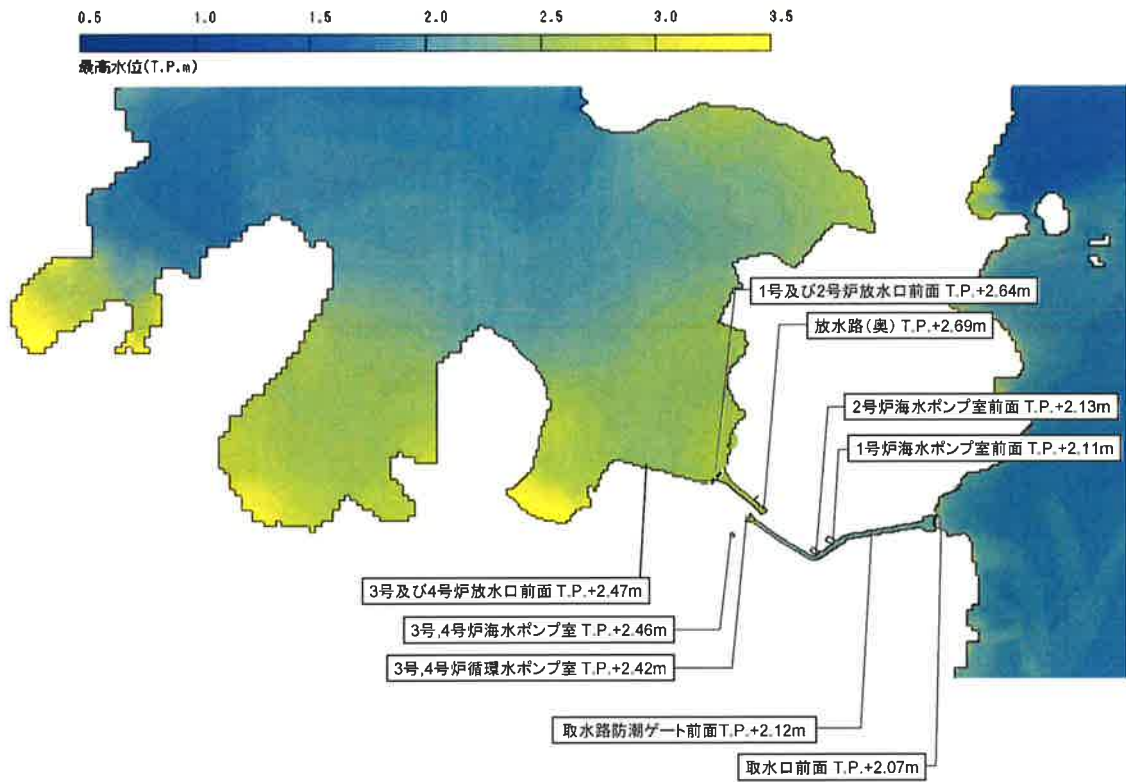 0.5 1.0 1.5 2.0 2.5 3.0 3.5
最高水位(T.P.m)
1号及び2号炉放水口前面 T.P.+2.64m
放水路(奥) T.P.+2.69m
2号炉海水ポンプ室前面 T.P.+2.13m
1号炉海水ポンプ室前面 T.P.+2.11m
3号及び4号炉放水口前面 T.P.+2.47m
3号,4号炉海水ポンプ室 T.P.+2.46m
3号,4号炉循環水ポンプ室 T.P.+2.42m
取水路防潮ゲート前面T.P.+2.12m
取水口前面 T.P.+2.07m